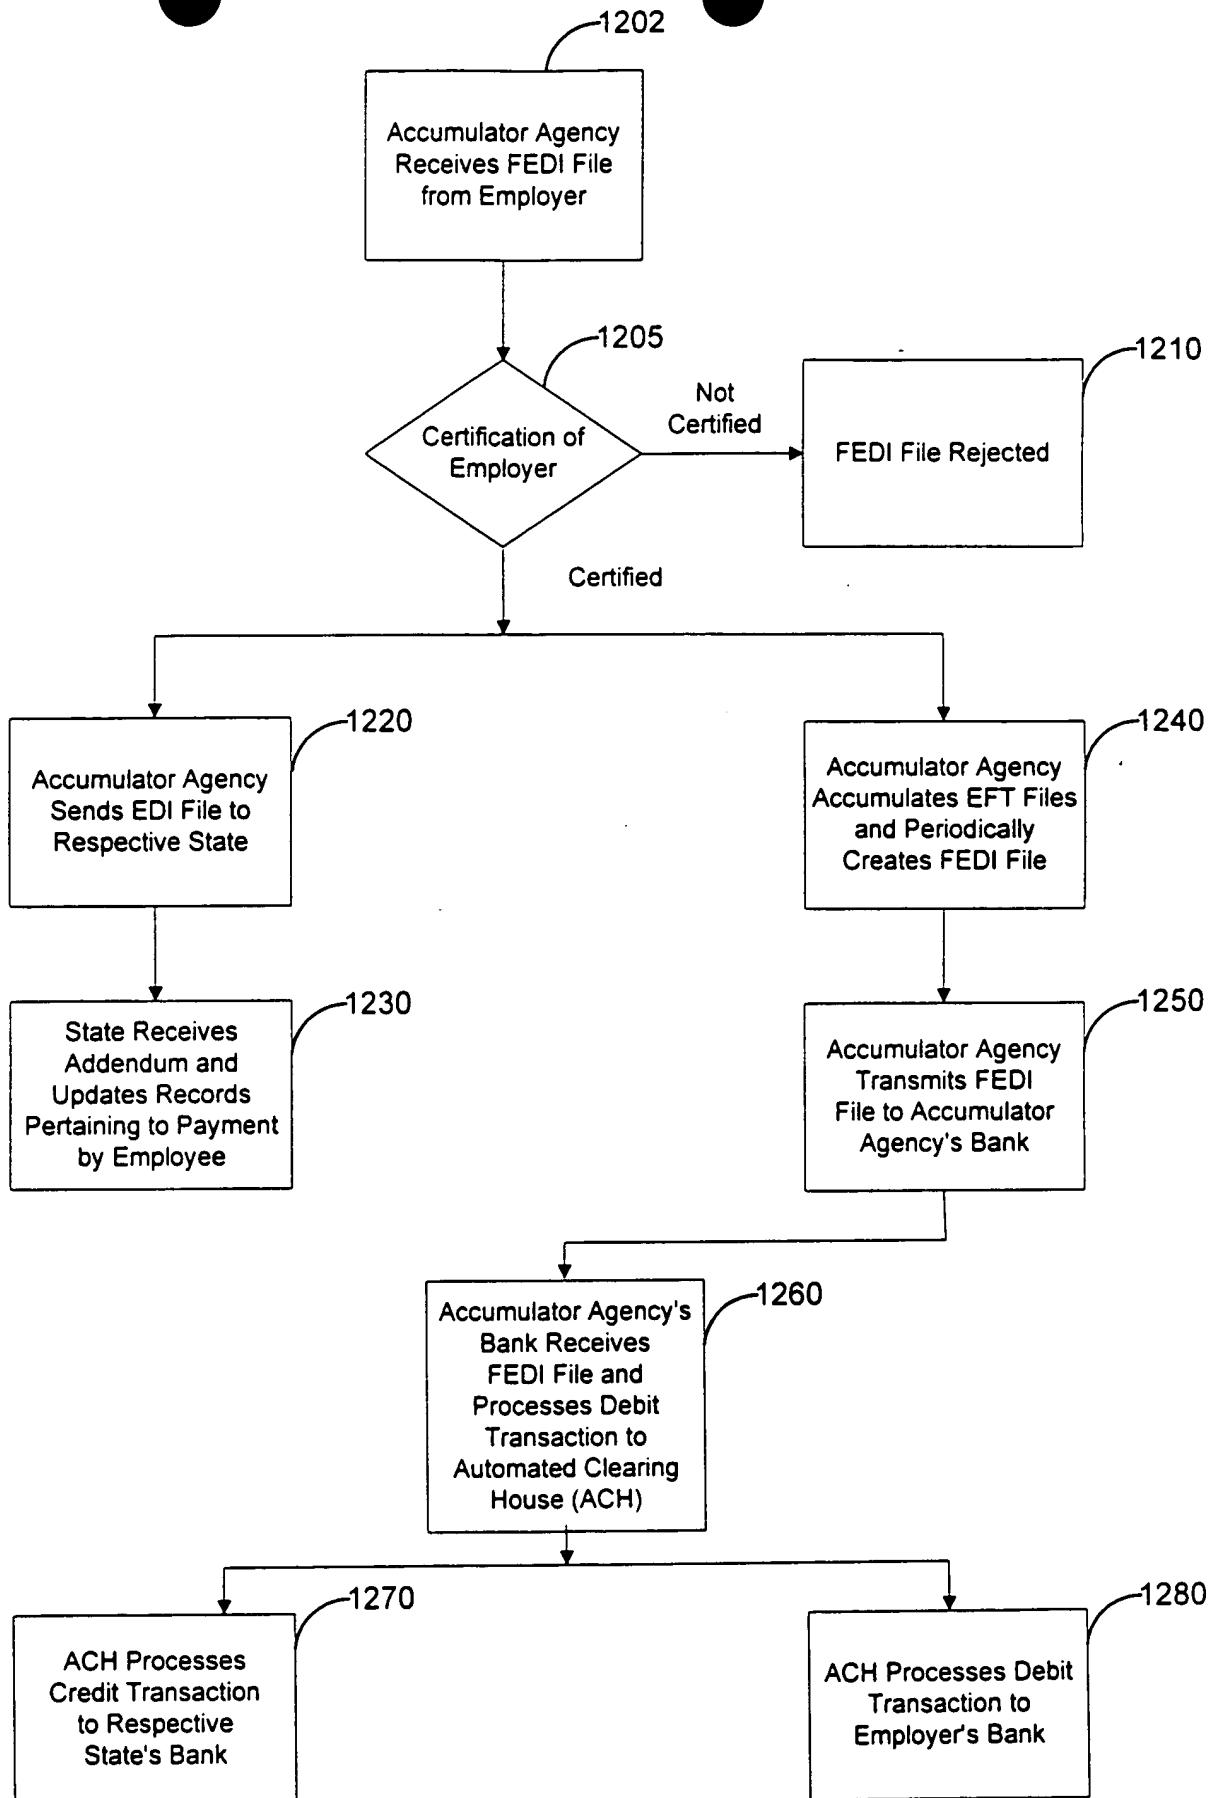 1202
Accumulator Agency
Receives FEDI File
from Employer
1205
Certification of
Employer
Not
Certified
1210
FEDI File Rejected
Certified
1220
Accumulator Agency
Sends EDI File to
Respective State
1240
Accumulator Agency
Accumulates EFT Files
and Periodically
Creates FEDI File
1230
State Receives
Addendum and
Updates Records
Pertaining to Payment
by Employee
1250
Accumulator Agency
Transmits FEDI
File to Accumulator
Agency's Bank
1260
Accumulator Agency's
Bank Receives
FEDI File and
Processes Debit
Transaction to
Automated Clearing
House (ACH)
1270
ACH Processes
Credit Transaction
to Respective
State's Bank
1280
ACH Processes Debit
Transaction to
Employer's Bank